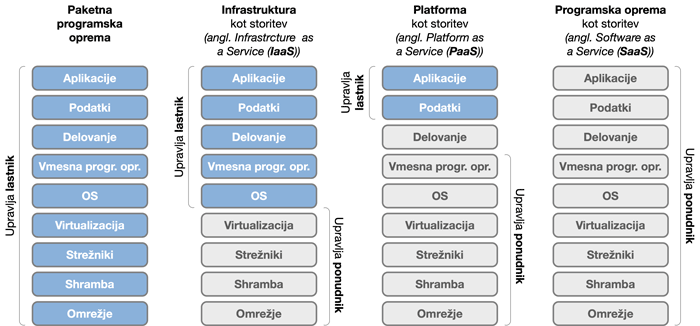 Paketna
programska
oprema
Upravlja lastnik
Aplikacije
Podatki
Delovanje
Vmesna progr. opr.
OS
Virtualizacija
Strežniki
Shramba
Omrežje
Infrastruktura
kot storitev
(angl. Infrastrcture as
a Service (IaaS))
Upravlja lastnik
Aplikacije
Podatki
Delovanje
Vmesna progr. opr.
OS
Virtualizacija
Strežniki
Shramba
Omrežje
Upravlja ponudnik
Platforma
kot storitev
(angl. Platform as
a Service (PaaS))
Upravlja
lastnik
Aplikacije
Podatki
Delovanje
Vmesna progr. opr.
OS
Virtualizacija
Strežniki
Shramba
Omrežje
Upravlja ponudnik
Programska oprema
kot storitev
(angl. Software as
a Service (SaaS))
Aplikacije
Podatki
Delovanje
Vmesna progr. opr.
OS
Virtualizacija
Strežniki
Shramba
Omrežje
Upravlja ponudnik